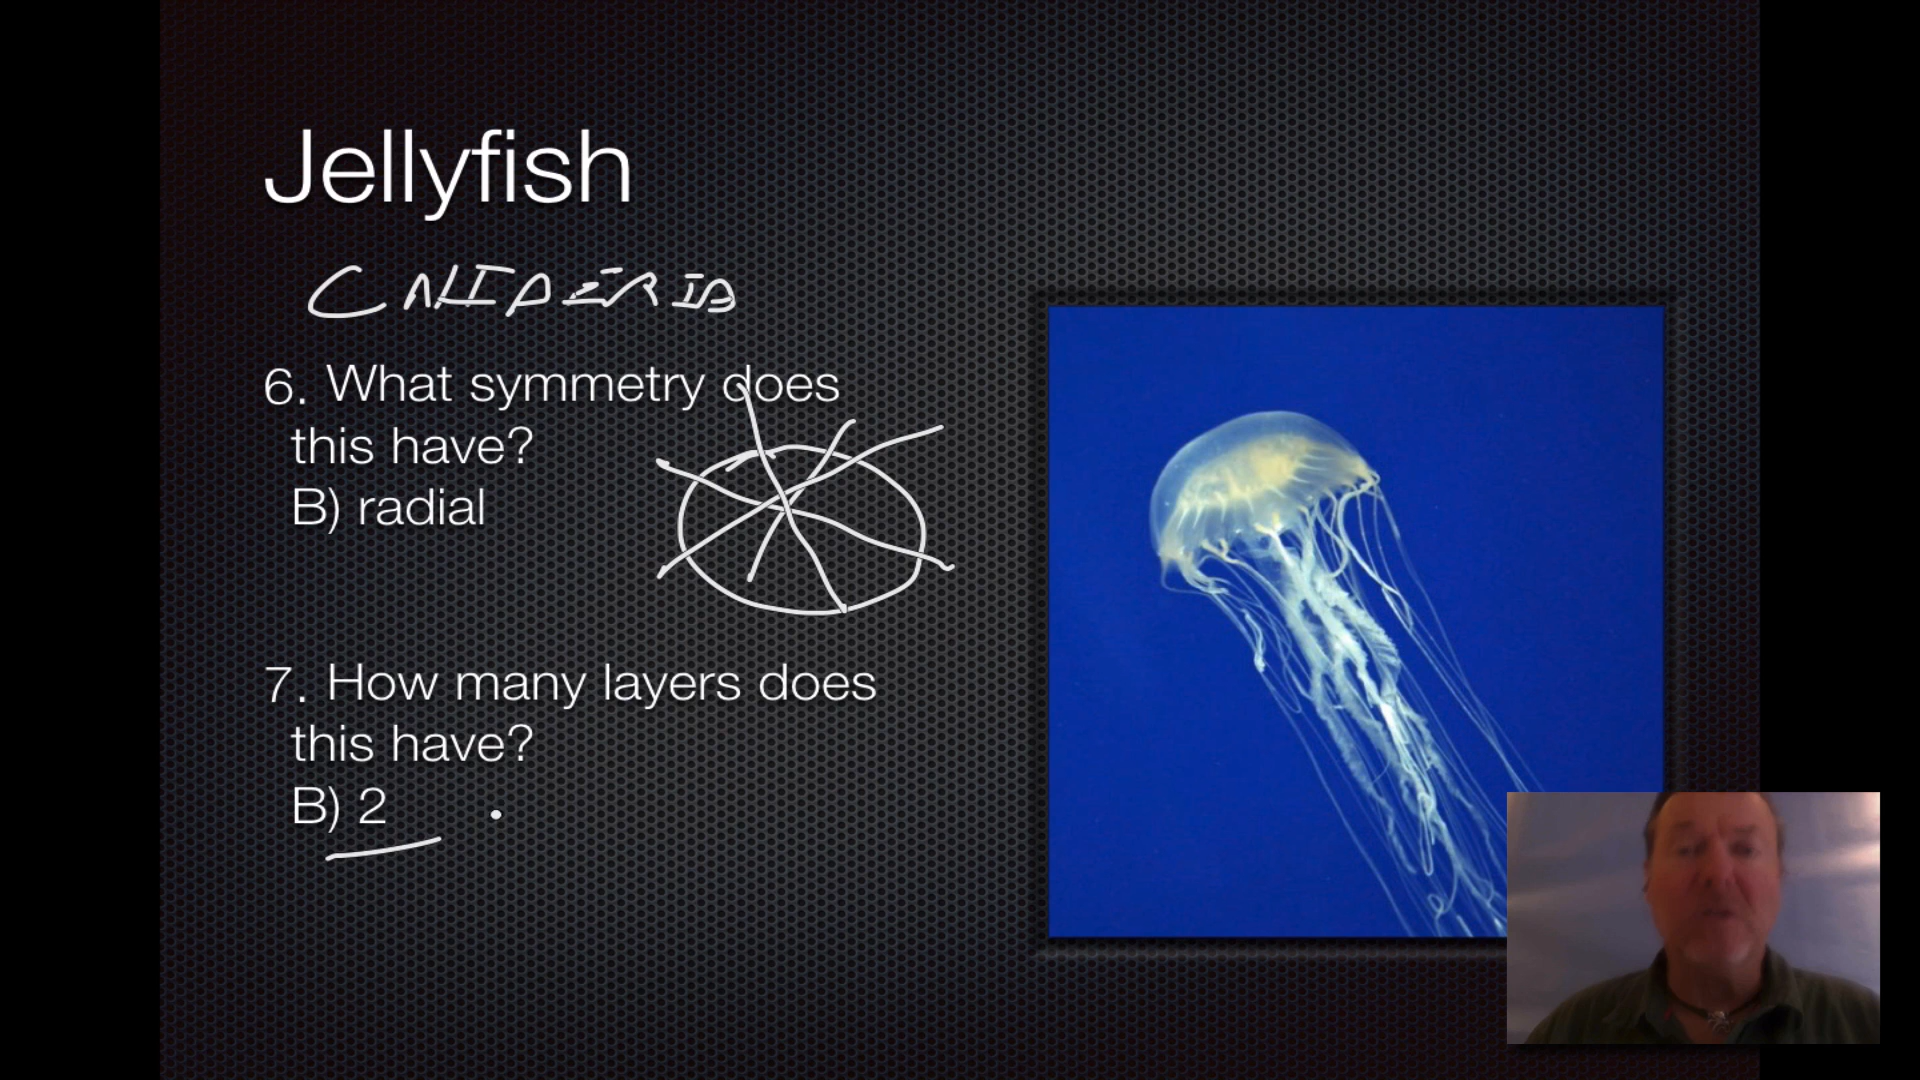 Jellyfish
CNIDERIA
6. What symmetry does
this have?
B) radial
7. How many layers does
this have?
B) 2